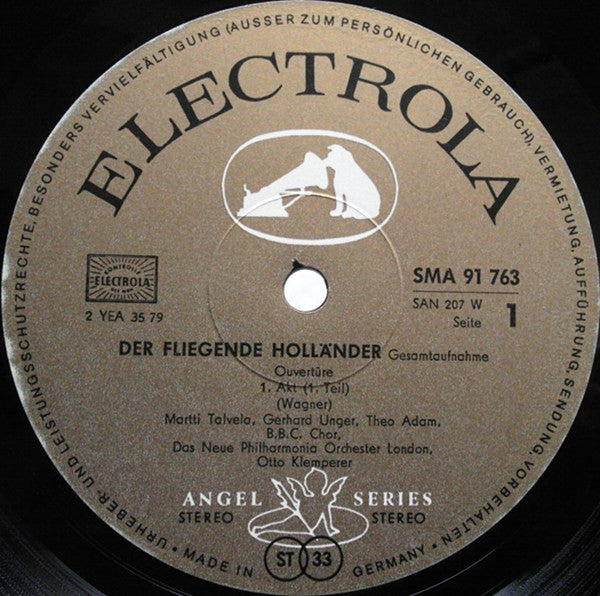 URHEBER- UND LEISTUNGSSCHUTZRECHTE, BESONDERS VERVIELFÄLTIGUNG (AUSSER ZUM PERSÖNLICHEN GEBRAUCH), VERMIETUNG, AUFFÜHRUNG, SENDUNG, VORBEHALTEN
ELECTROLA
KONTROLLE
ELECTROLA
2 YEA 35 79
SMA 91 763
SAN 207 W
Seite 1
DER FLIEGENDE HOLLÄNDER Gesamtaufnahme
Ouvertüre
1. Akt (1. Teil)
(Wagner)
Martti Talvela, Gerhard Unger, Theo Adam,
B.B.C. Chor,
Das Neue Philharmonia Orchester London,
Otto Klemperer
ANGEL SERIES
STEREO STEREO
ST 33
• MADE IN GERMANY •